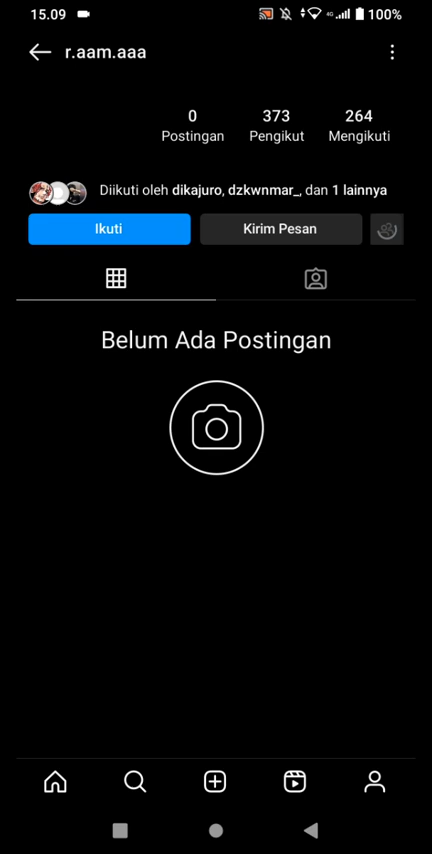 15.09 4G 100%
r.aam.aaa
0 373 264
Postingan Pengikut Mengikuti
Diikuti oleh dikajuro, dzkwnmar_, dan 1 lainnya
Ikuti Kirim Pesan
Belum Ada Postingan